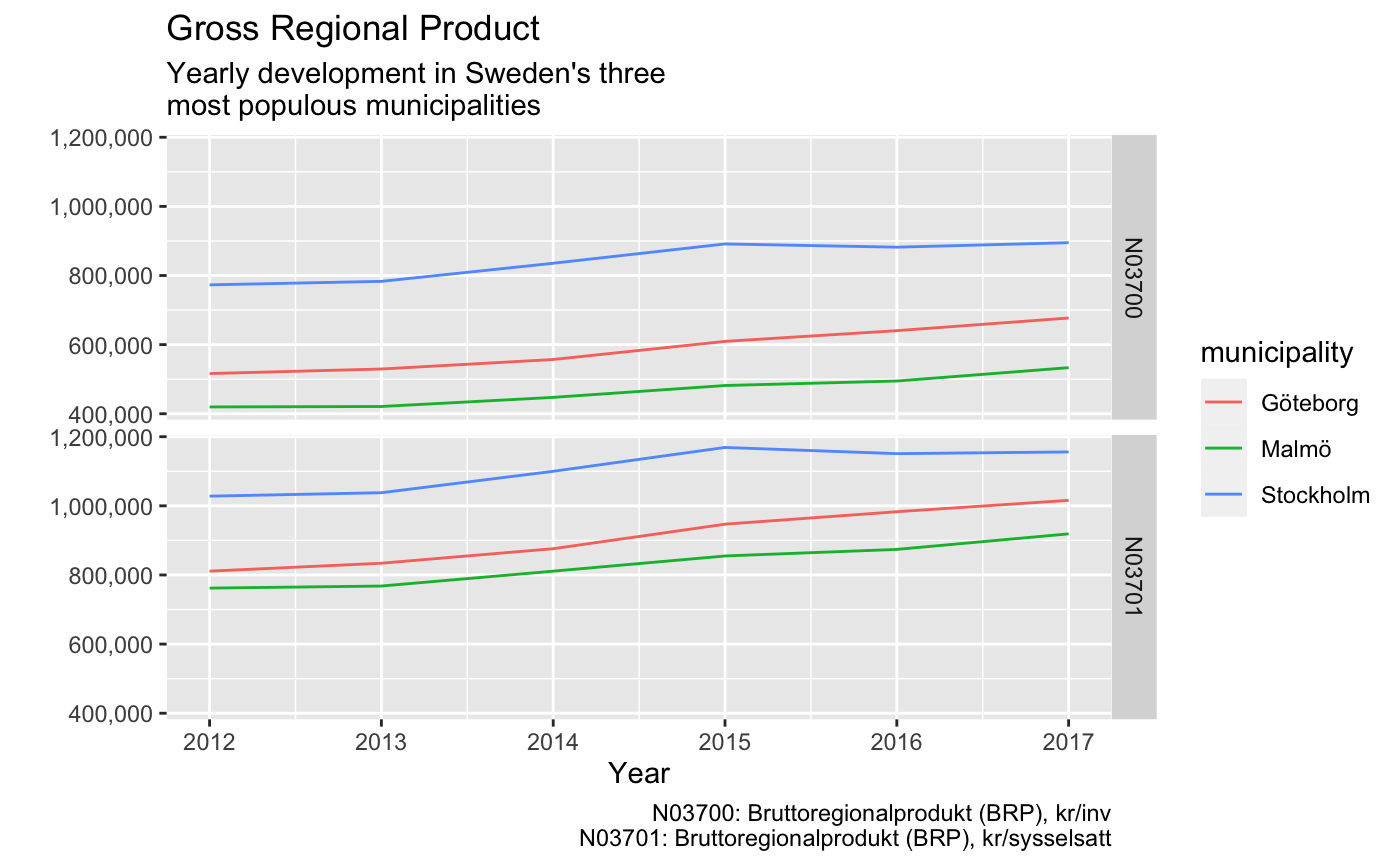 Gross Regional Product
Yearly development in Sweden's three
most populous municipalities
1,200,000
1,000,000
800,000
600,000
400,000
N03700
1,200,000
1,000,000
800,000
600,000
400,000
N03701
2012 2013 2014 2015 2016 2017
Year
municipality
Göteborg
Malmö
Stockholm
N03700: Bruttoregionalprodukt (BRP), kr/inv
N03701: Bruttoregionalprodukt (BRP), kr/sysselsatt